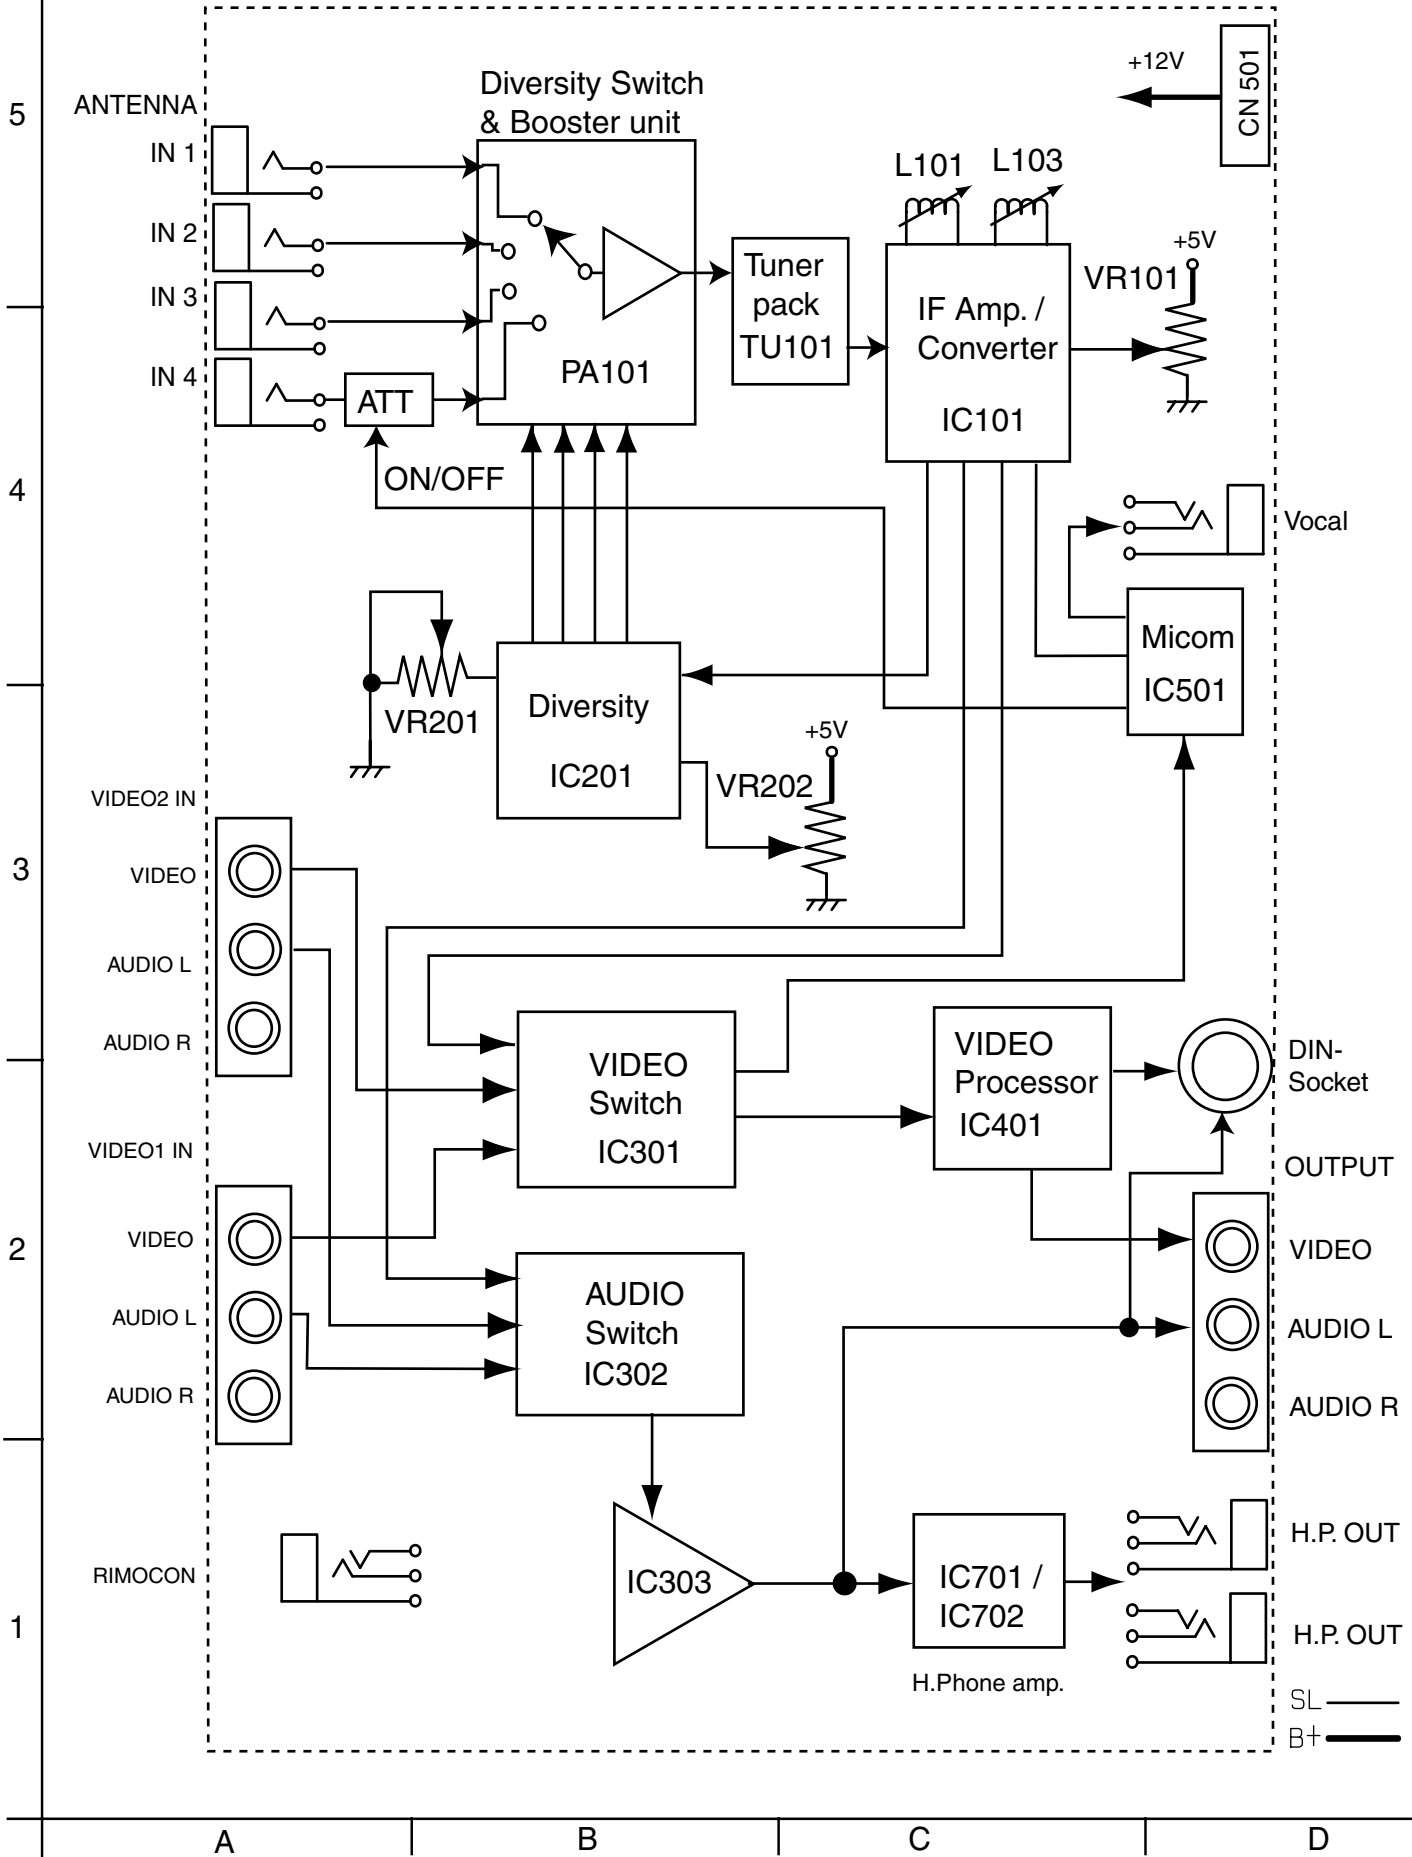 5
4
3
2
1
ANTENNA
IN 1
IN 2
IN 3
IN 4
Diversity Switch
& Booster unit
PA101
ATT
ON/OFF
Tuner
pack
TU101
L101
L103
IF Amp. /
Converter
IC101
+12V
CN 501
+5V
VR101
Vocal
Micom
IC501
VR201
Diversity
IC201
+5V
VR202
VIDEO2 IN
VIDEO
AUDIO L
AUDIO R
VIDEO
Switch
IC301
VIDEO
Processor
IC401
DIN-
Socket
VIDEO1 IN
VIDEO
AUDIO L
AUDIO R
AUDIO
Switch
IC302
OUTPUT
VIDEO
AUDIO L
AUDIO R
RIMOCON
IC303
IC701 /
IC702
H.Phone amp.
H.P. OUT
H.P. OUT
SL
B+
A
B
C
D